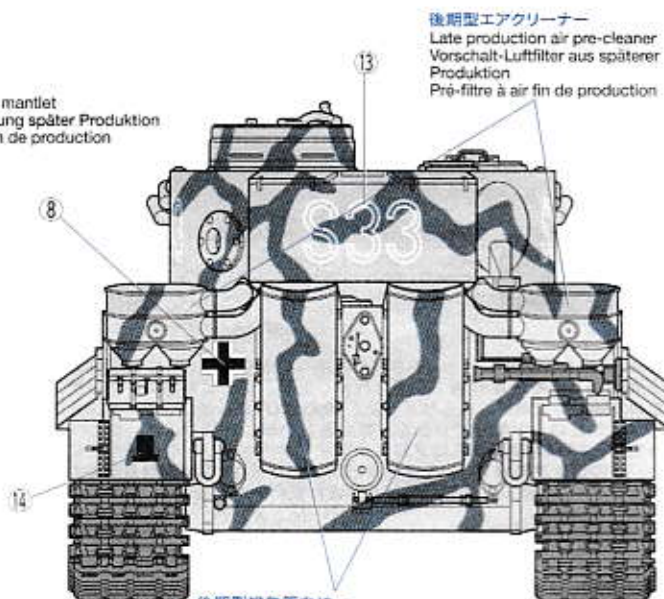 後期型エアクリーナー
Late production air pre-cleaner
Vorschalt-Luftfilter aus späterer
Produktion
Pré-filtre à air fin de production
mantlet
ung später Produktion
de production
⑬
⑧
S33
⑭